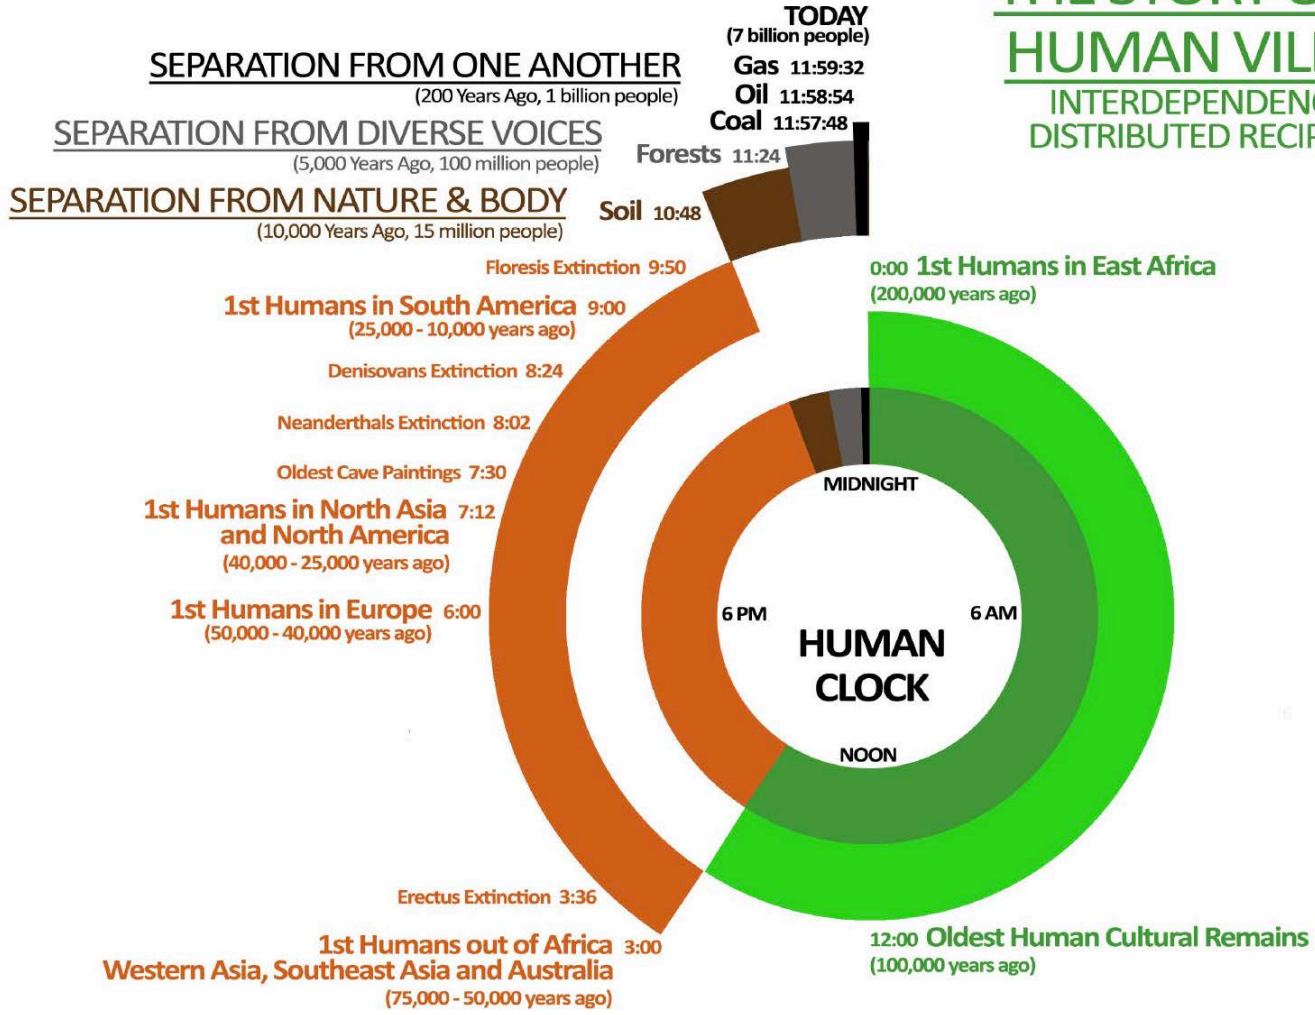 TODAY
(7 billion people)
Gas 11:59:32
Oil 11:58:54
Coal 11:57:48
Forests 11:24
Soil 10:48
SEPARATION FROM ONE ANOTHER
(200 Years Ago, 1 billion people)
SEPARATION FROM DIVERSE VOICES
(5,000 Years Ago, 100 million people)
SEPARATION FROM NATURE & BODY
(10,000 Years Ago, 15 million people)
HUMAN
Floresis Extinction 9:50
1st Humans in South America 9:00
(25,000 - 10,000 years ago)
Denisovans Extinction 8:24
Neanderthals Extinction 8:02
Oldest Cave Paintings 7:30
1st Humans in North Asia 7:12
and North America
(40,000 - 25,000 years ago)
1st Humans in Europe 6:00
(50,000 - 40,000 years ago)
Erectus Extinction 3:36
1st Humans out of Africa 3:00
Western Asia, Southeast Asia and Australia
(75,000 - 50,000 years ago)
0:00 1st Humans in East Africa
(200,000 years ago)
MIDNIGHT
6 PM
6 AM
HUMAN
CLOCK
NOON
12:00 Oldest Human Cultural Remains
(100,000 years ago)
DISTRIBUTED